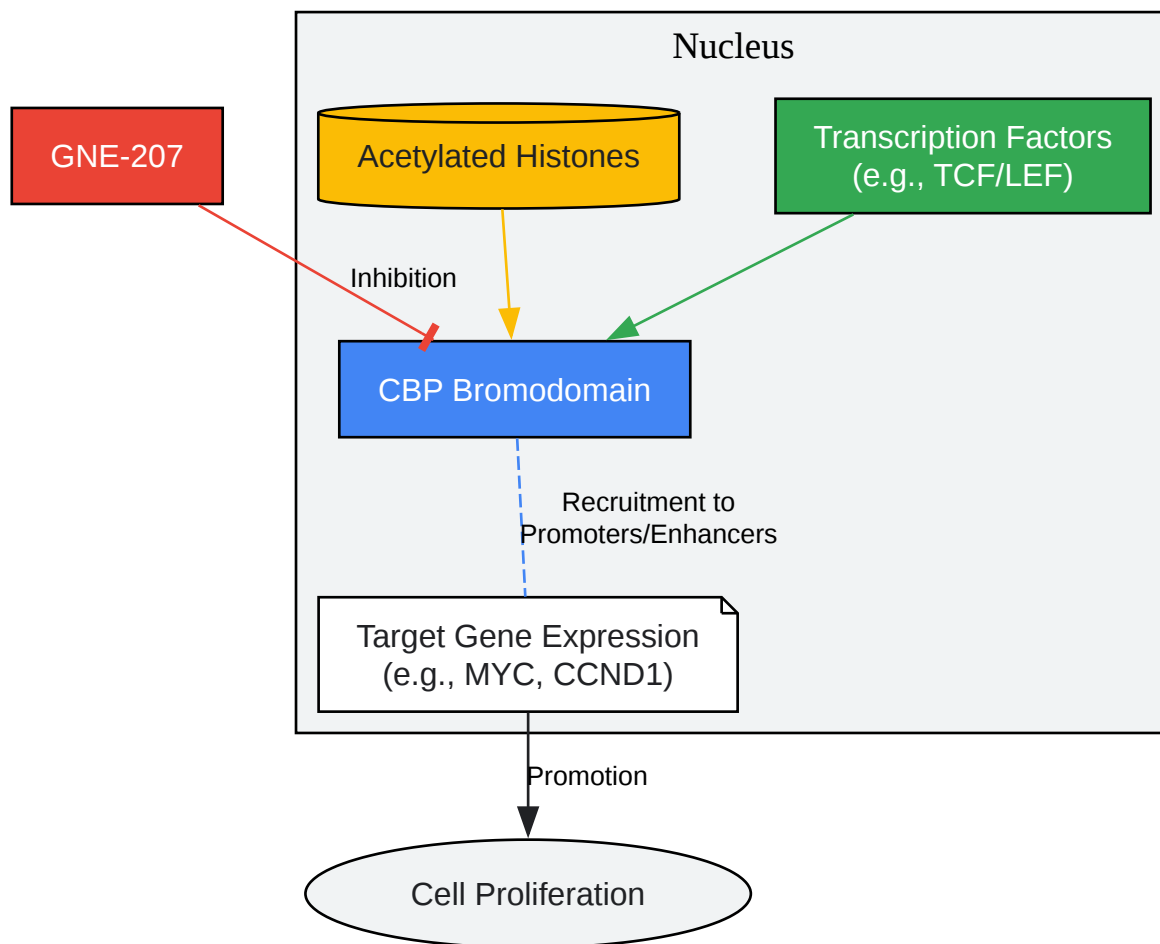 Nucleus
GNE-207
Acetylated Histones
Transcription Factors
(e.g., TCF/LEF)
Inhibition
CBP Bromodomain
Recruitment to
Promoters/Enhancers
Target Gene Expression
(e.g., MYC, CCND1)
Promotion
Cell Proliferation